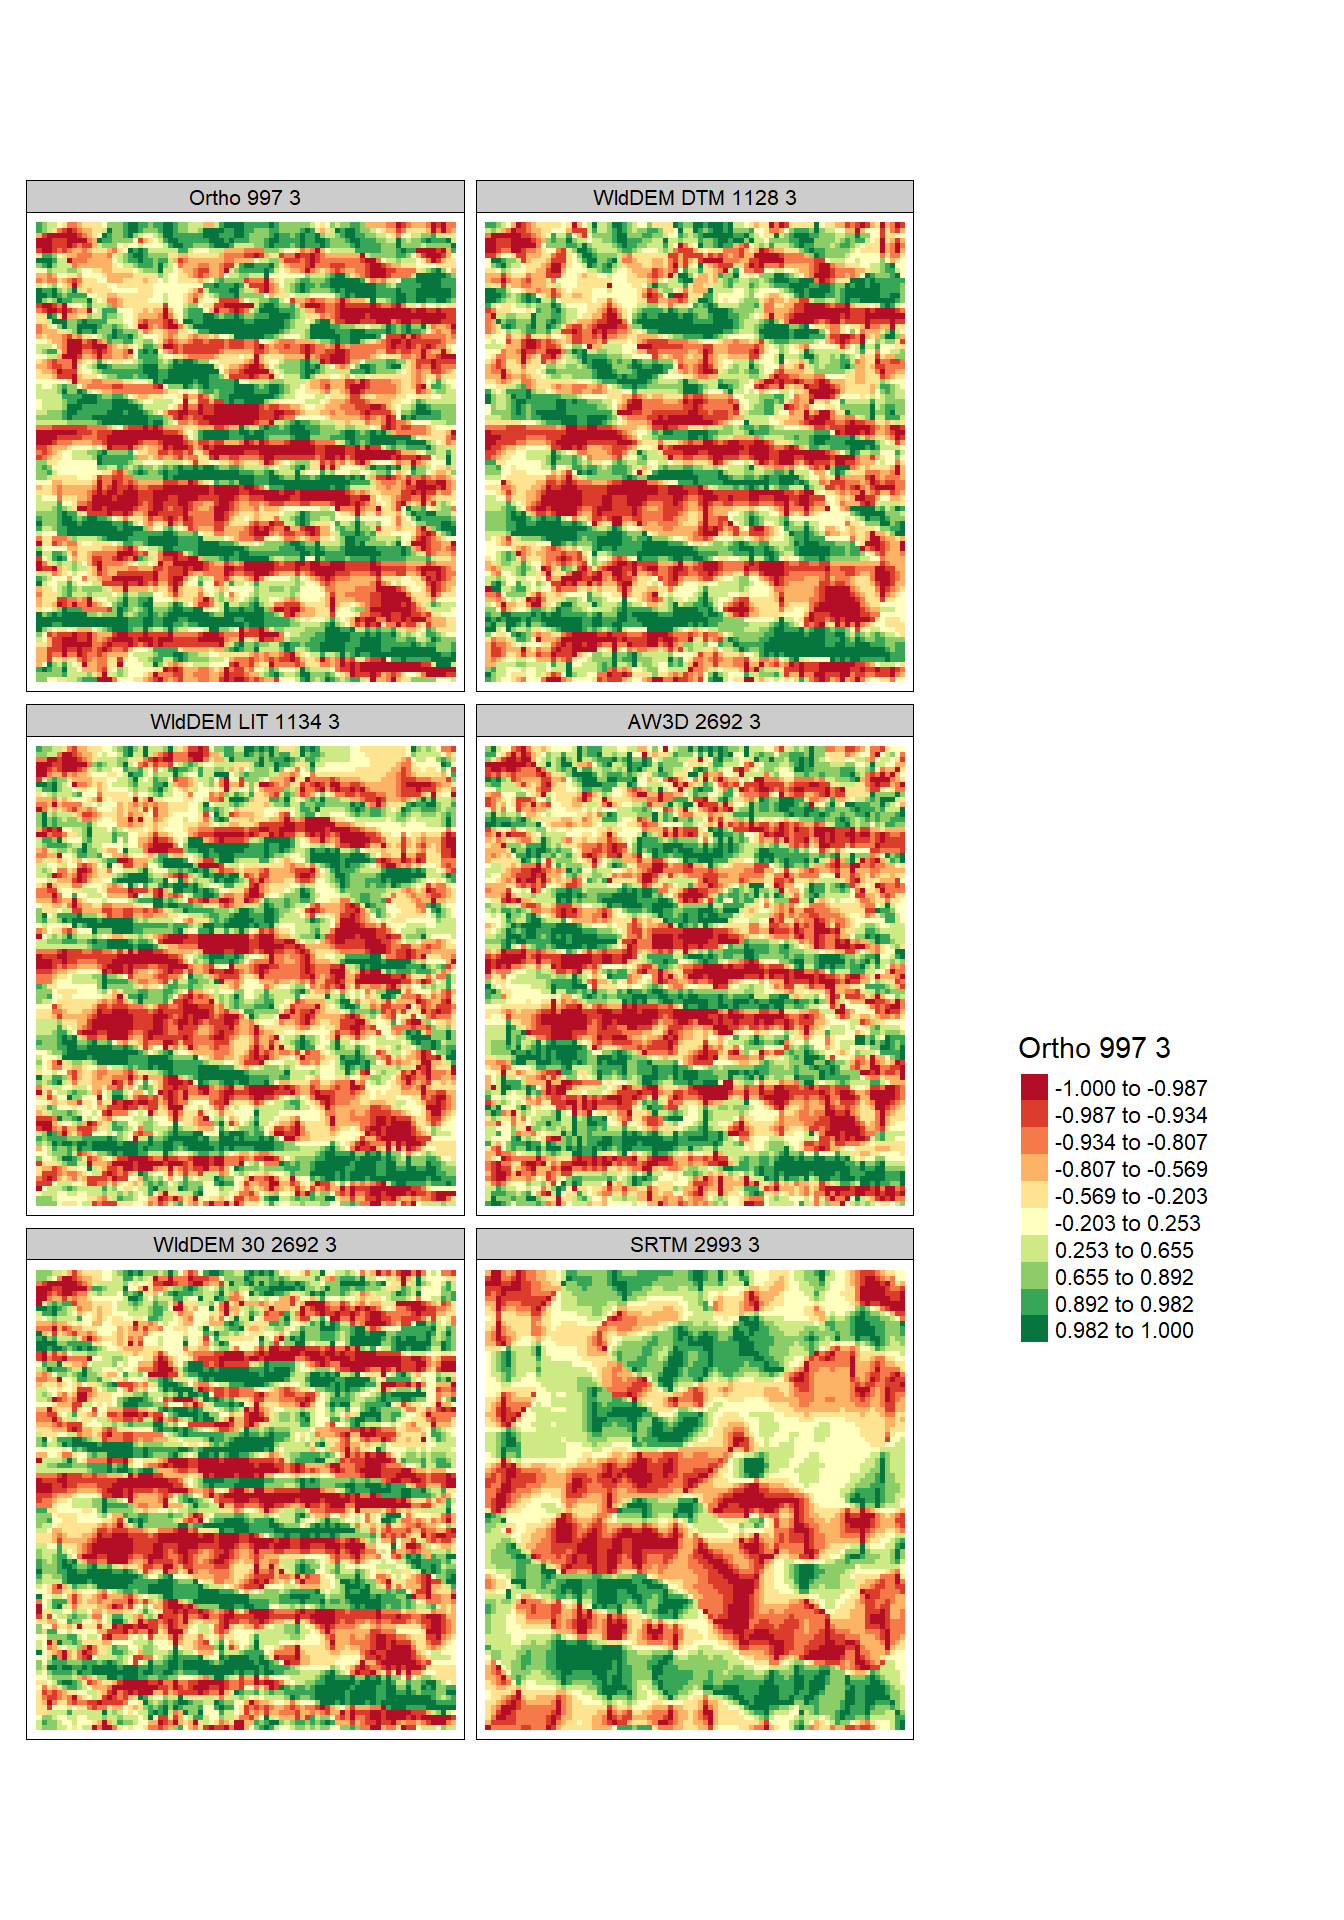 Ortho 997 3
WldDEM DTM 1128 3
WldDEM LIT 1134 3
AW3D 2692 3
WldDEM 30 2692 3
SRTM 2993 3
Ortho 997 3
-1.000 to -0.987
-0.987 to -0.934
-0.934 to -0.807
-0.807 to -0.569
-0.569 to -0.203
-0.203 to 0.253
0.253 to 0.655
0.655 to 0.892
0.892 to 0.982
0.982 to 1.000